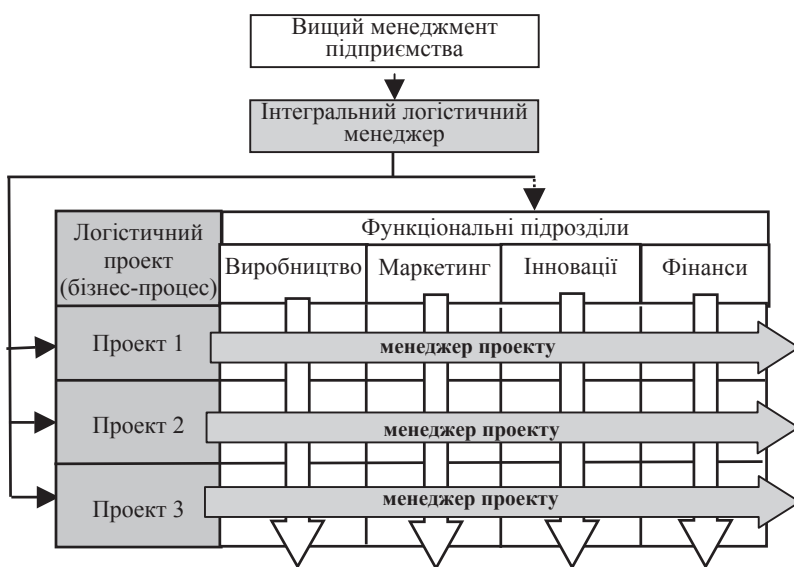 Вищий менеджмент
підприємства
Інтегральний логістичний
менеджер
Логістичний
проект
(бізнес-процес)
Функціональні підрозділи
Виробництво
Маркетинг
Інновації
Фінанси
Проект 1
менеджер проекту
Проект 2
менеджер проекту
Проект 3
менеджер проекту